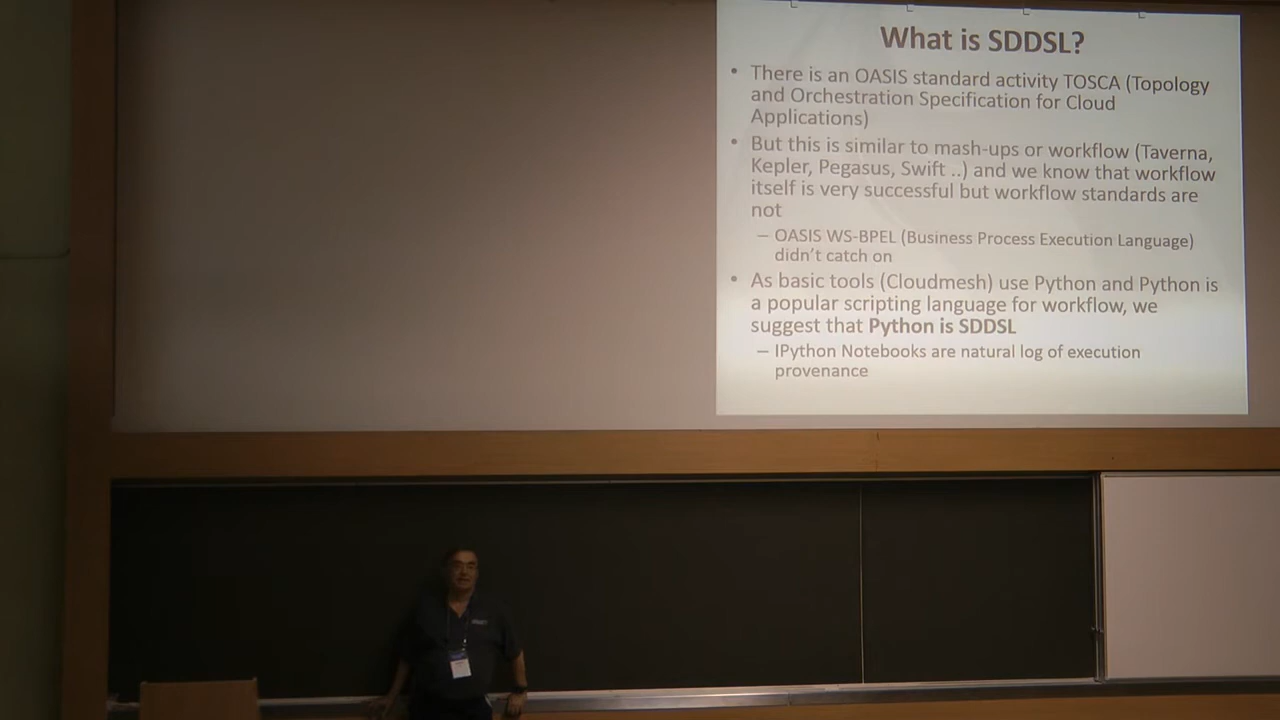 What is SDDSL?
• There is an OASIS standard activity TOSCA (Topology
and Orchestration Specification for Cloud
Applications)
• But this is similar to mash-ups or workflow (Taverna,
Kepler, Pegasus, Swift ..) and we know that workflow
itself is very successful but workflow standards are
not
– OASIS WS-BPEL (Business Process Execution Language)
didn't catch on
• As basic tools (Cloudmesh) use Python and Python is
a popular scripting language for workflow, we
suggest that Python is SDDSL
– IPython Notebooks are natural log of execution
provenance